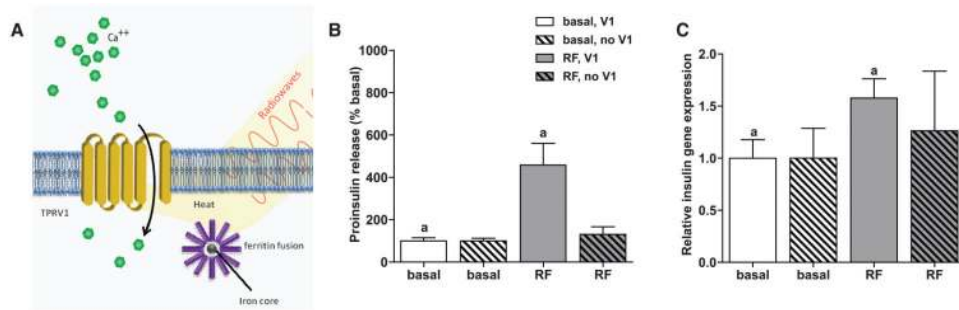 A
Ca++
Radiowaves
TPRV1
Heat
ferritin fusion
Iron core
B
basal, V1
basal, no V1
RF, V1
RF, no V1
Proinsulin release (% basal)
1000
800
600
400
200
0
a
a
basal
basal
RF
RF
C
Relative insulin gene expression
2.0
1.5
1.0
0.5
0.0
a
a
basal
basal
RF
RF